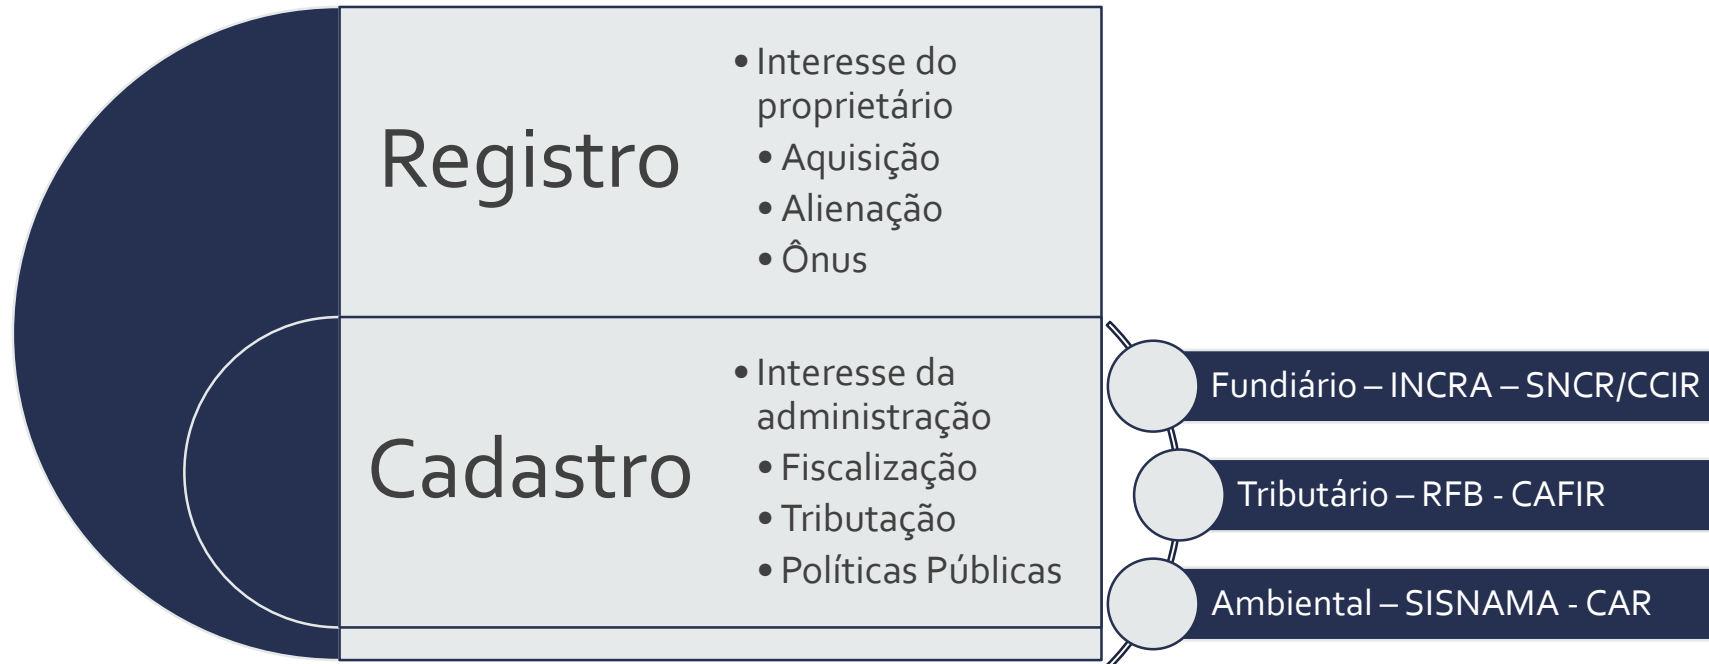 Registro
• Interesse do
proprietário
• Aquisição
• Alienação
• Ônus
Cadastro
• Interesse da
administração
• Fiscalização
• Tributação
• Políticas Públicas
Fundiário – INCRA – SNCR/CCIR
Tributário – RFB - CAFIR
Ambiental – SISNAMA - CAR